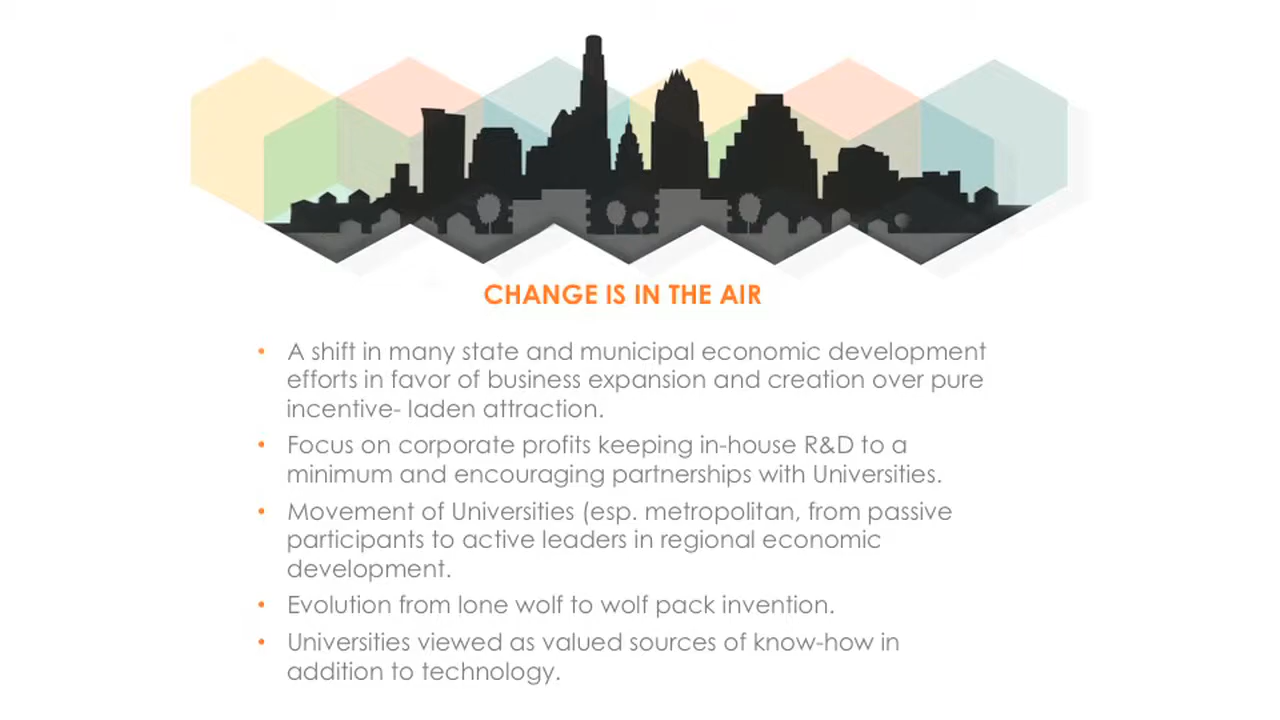 CHANGE IS IN THE AIR
• A shift in many state and municipal economic development
efforts in favor of business expansion and creation over pure
incentive- laden attraction.
• Focus on corporate profits keeping in-house R&D to a
minimum and encouraging partnerships with Universities.
• Movement of Universities (esp. metropolitan, from passive
participants to active leaders in regional economic
development.
• Evolution from lone wolf to wolf pack invention.
• Universities viewed as valued sources of know-how in
addition to technology.